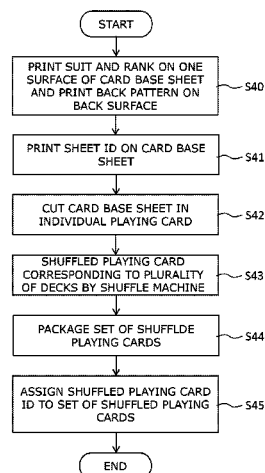 START
PRINT SUIT AND RANK ON ONE
SURFACE OF CARD BASE SHEET
AND PRINT BACK PATTERN ON
BACK SURFACE
S40
PRINT SHEET ID ON CARD BASE
SHEET
S41
CUT CARD BASE SHEET IN
INDIVIDUAL PLAYING CARD
S42
SHUFFLED PLAYING CARD
CORRESPONDING TO PLURALITY
OF DECKS BY SHUFFLE MACHINE
S43
PACKAGE SET OF SHUFFLDE
PLAYING CARDS
S44
ASSIGN SHUFFLED PLAYING CARD
ID TO SET OF SHUFFLED PLAYING
CARDS
S45
END